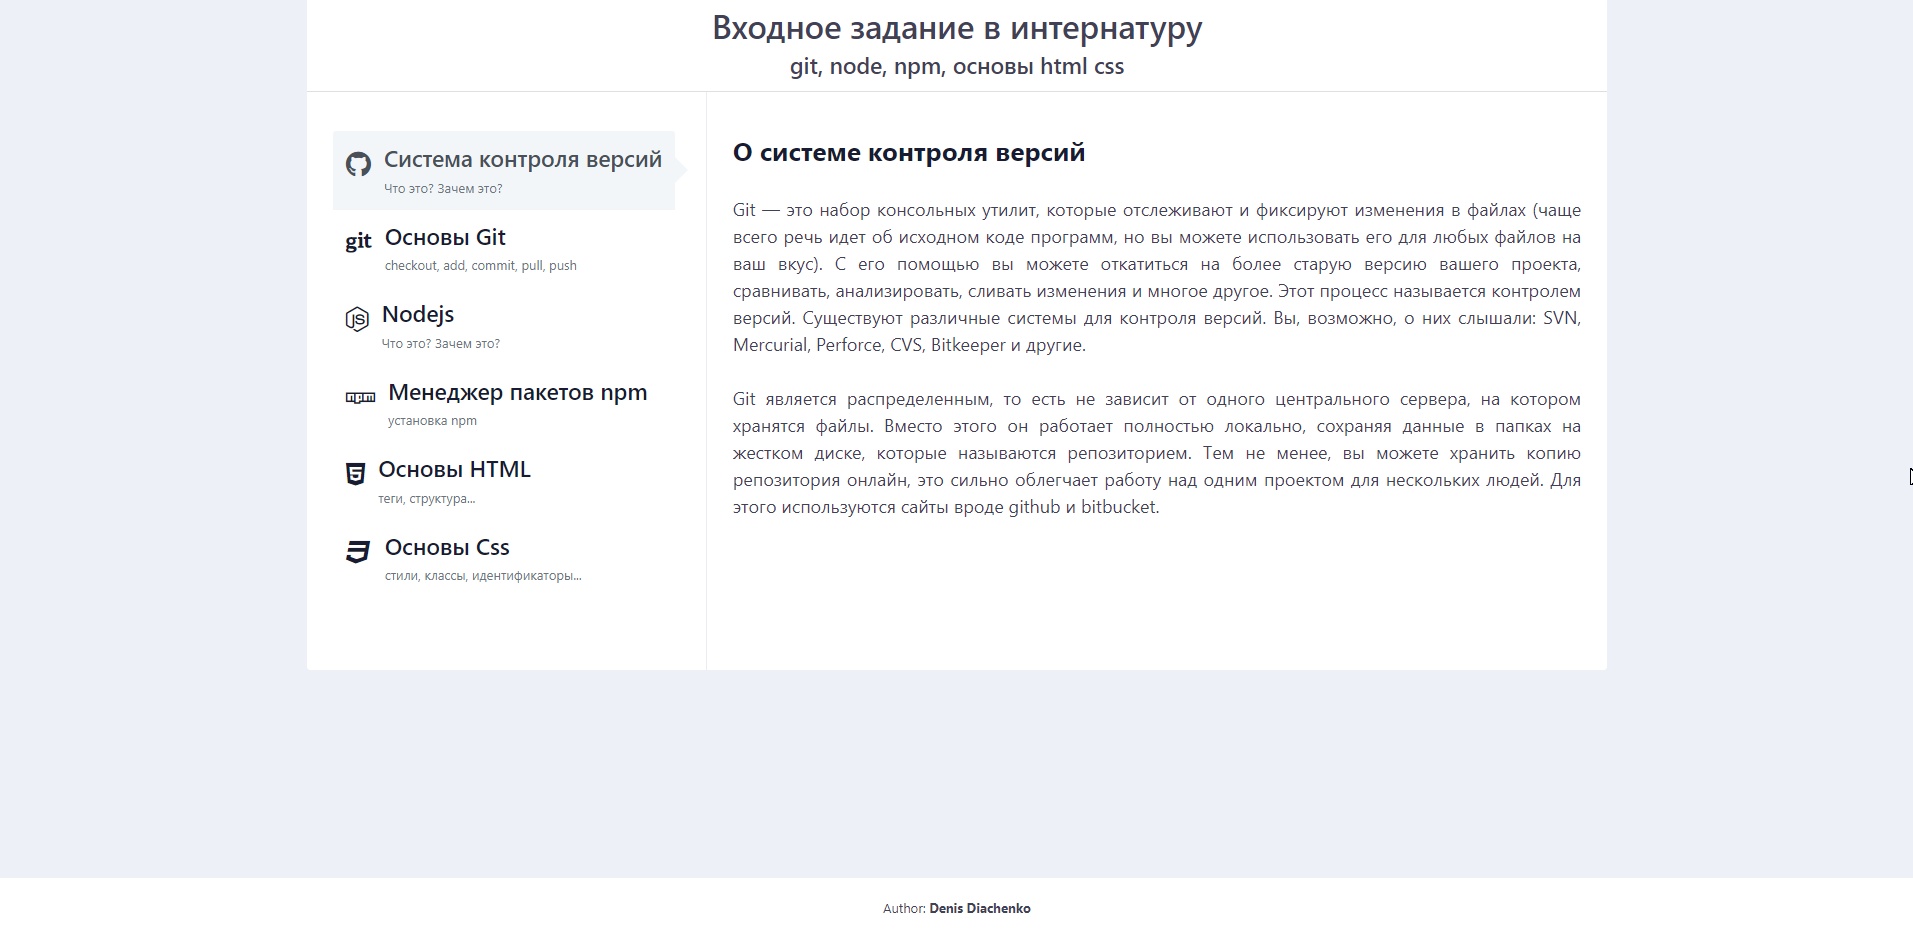 Входное задание в интернатуру
git, node, npm, основы html css
Система контроля версий
Что это? Зачем это?
git
Основы Git
checkout, add, commit, pull, push
JS
Nodejs
Что это? Зачем это?
npm
Менеджер пакетов npm
установка npm
5
Основы HTML
теги, структура...
3
Основы Css
стили, классы, идентификаторы...
О системе контроля версий
Git — это набор консольных утилит, которые отслеживают и фиксируют изменения в файлах (чаще
всего речь идет об исходном коде программ, но вы можете использовать его для любых файлов на
ваш вкус). С его помощью вы можете откатиться на более старую версию вашего проекта,
сравнивать, анализировать, сливать изменения и многое другое. Этот процесс называется контролем
версий. Существуют различные системы для контроля версий. Вы, возможно, о них слышали: SVN,
Mercurial, Perforce, CVS, Bitkeeper и другие.
Git является распределенным, то есть не зависит от одного центрального сервера, на котором
хранятся файлы. Вместо этого он работает полностью локально, сохраняя данные в папках на
жестком диске, которые называются репозиторием. Тем не менее, вы можете хранить копию
репозитория онлайн, это сильно облегчает работу над одним проектом для нескольких людей. Для
этого используются сайты вроде github и bitbucket.
Author: Denis Diachenko